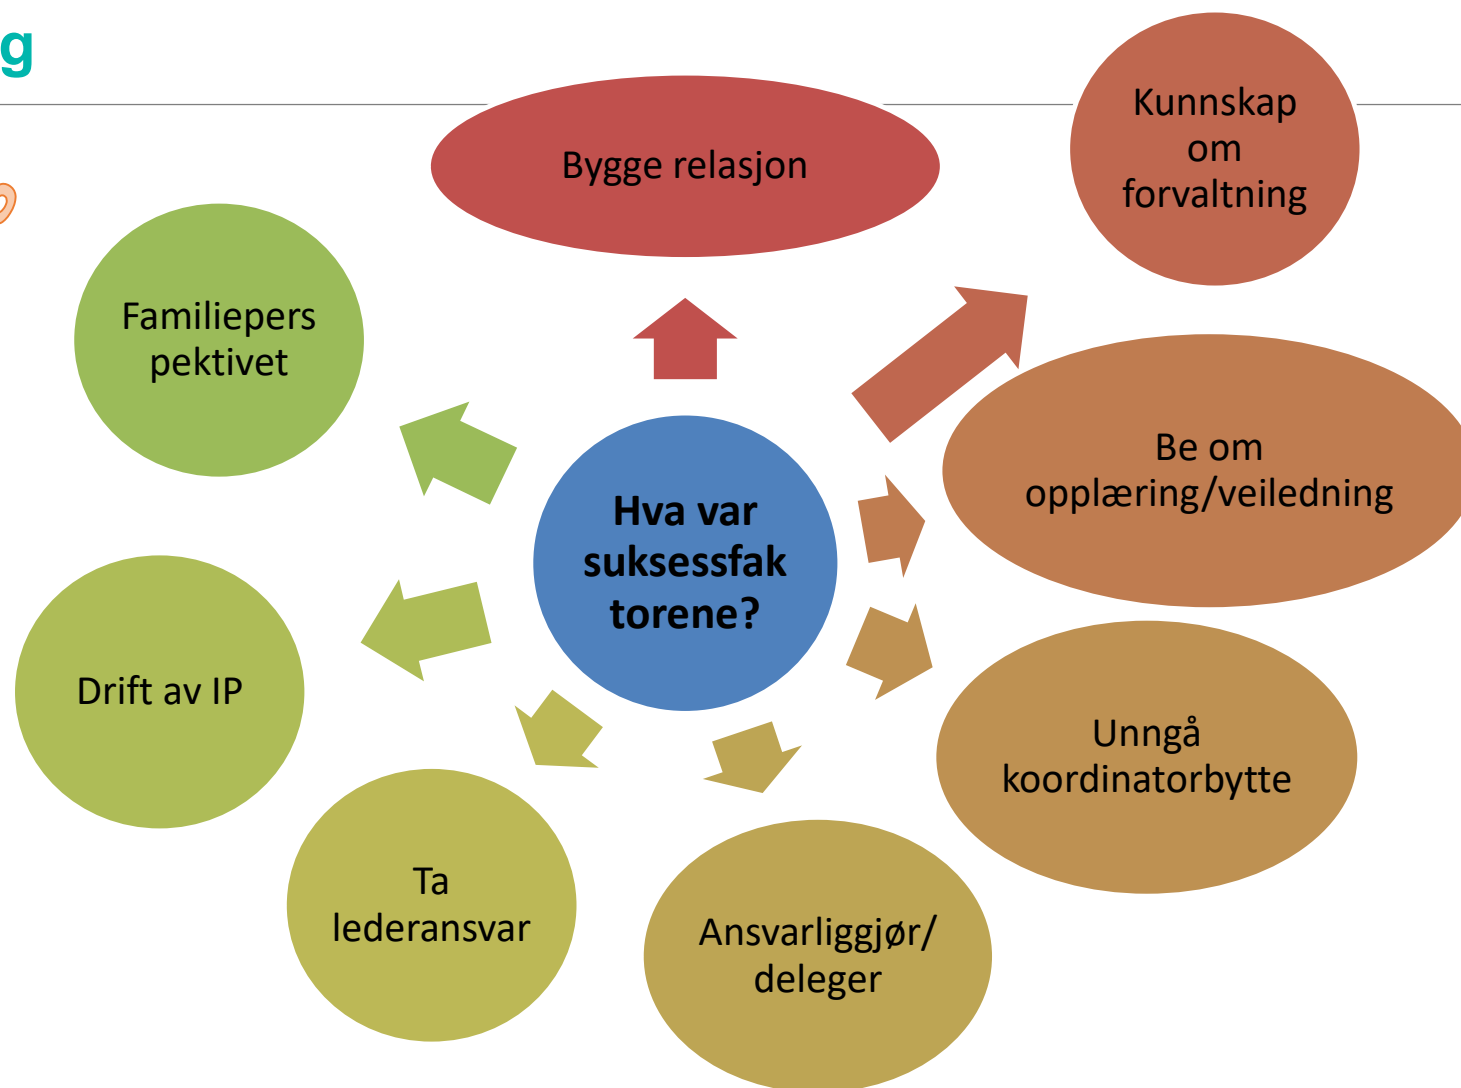 g
Bygge relasjon
Kunnskap
om
forvaltning
Be om
opplæring/veiledning
Unngå
koordinatorbytte
Ansvarliggjør/
deleger
Ta
lederansvar
Drift av IP
Familiepers
pektivet
Hva var
suksessfak
torene?